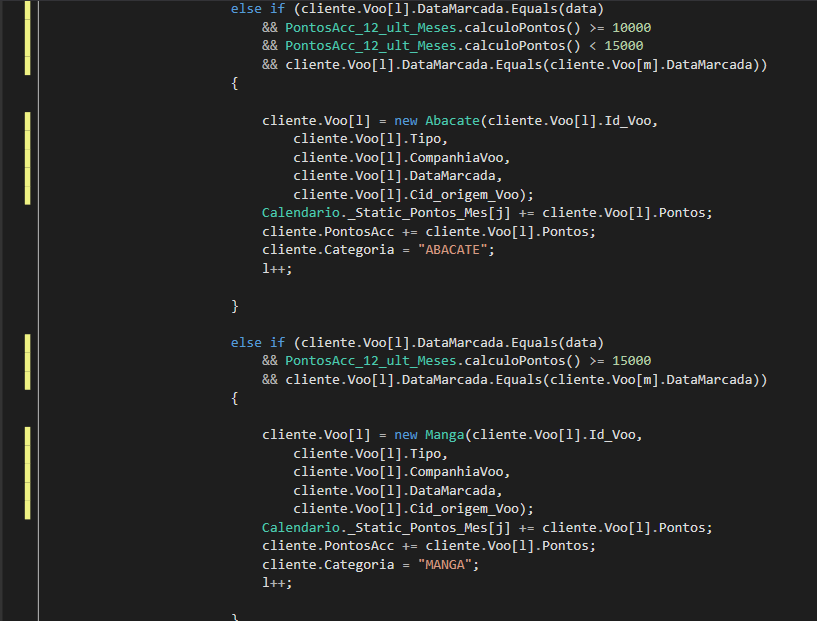 else if (cliente.Voo[l].DataMarcada.Equals(data)
&& PontosAcc_12_ult_Meses.calculoPontos() >= 10000
&& PontosAcc_12_ult_Meses.calculoPontos() < 15000
&& cliente.Voo[l].DataMarcada.Equals(cliente.Voo[m].DataMarcada))
{
cliente.Voo[l] = new Abacate(cliente.Voo[l].Id_Voo,
cliente.Voo[l].Tipo,
cliente.Voo[l].CompanhiaVoo,
cliente.Voo[l].DataMarcada,
cliente.Voo[l].Cid_origem_Voo);
Calendario._Static_Pontos_Mes[j] += cliente.Voo[l].Pontos;
cliente.PontosAcc += cliente.Voo[l].Pontos;
cliente.Categoria = "ABACATE";
l++;
}
else if (cliente.Voo[l].DataMarcada.Equals(data)
&& PontosAcc_12_ult_Meses.calculoPontos() >= 15000
&& cliente.Voo[l].DataMarcada.Equals(cliente.Voo[m].DataMarcada))
{
cliente.Voo[l] = new Manga(cliente.Voo[l].Id_Voo,
cliente.Voo[l].Tipo,
cliente.Voo[l].CompanhiaVoo,
cliente.Voo[l].DataMarcada,
cliente.Voo[l].Cid_origem_Voo);
Calendario._Static_Pontos_Mes[j] += cliente.Voo[l].Pontos;
cliente.PontosAcc += cliente.Voo[l].Pontos;
cliente.Categoria = "MANGA";
l++;
}